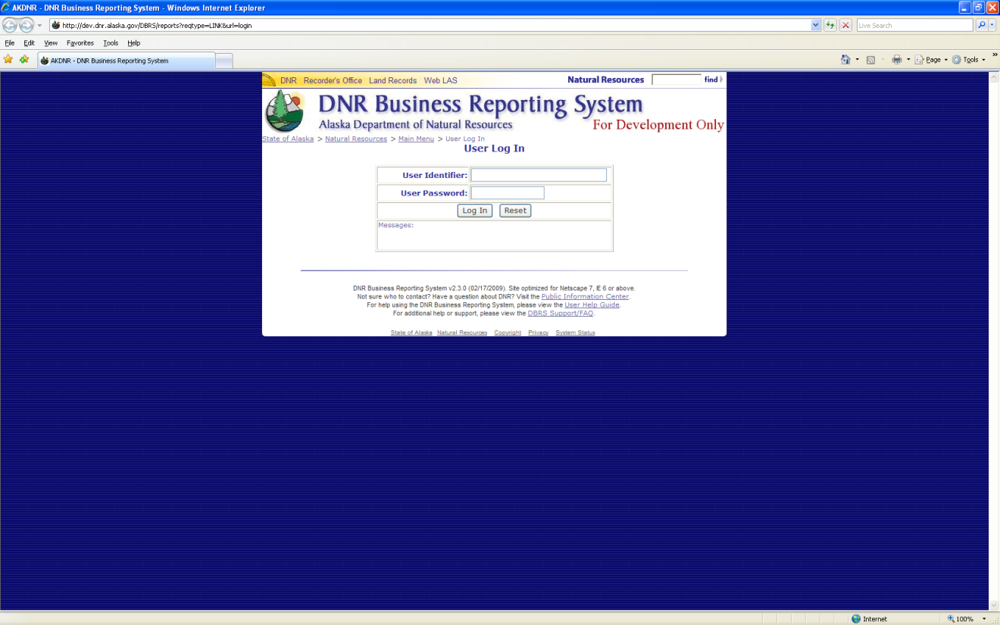 AKDNR - DNR Business Reporting System - Windows Internet Explorer
http://dev.dnr.alaska.gov/DBRS/reports?reqtype=LINK&url=login
Live Search
File Edit View Favorites Tools Help
AKDNR - DNR Business Reporting System
Page Tools »
DNR Recorder's Office Land Records Web LAS Natural Resources find
DNR Business Reporting System
Alaska Department of Natural Resources
For Development Only
State of Alaska > Natural Resources > Main Menu > User Log In
User Log In
User Identifier:
User Password:
Log In Reset
Messages:
DNR Business Reporting System v2.3.0 (02/17/2009). Site optimized for Netscape 7, IE 6 or above.
Not sure who to contact? Have a question about DNR? Visit the Public Information Center.
For help using the DNR Business Reporting System, please view the User Help Guide.
For additional help or support, please view the DBRS Support/FAQ.
State of Alaska Natural Resources Copyright Privacy System Status
Internet 100%